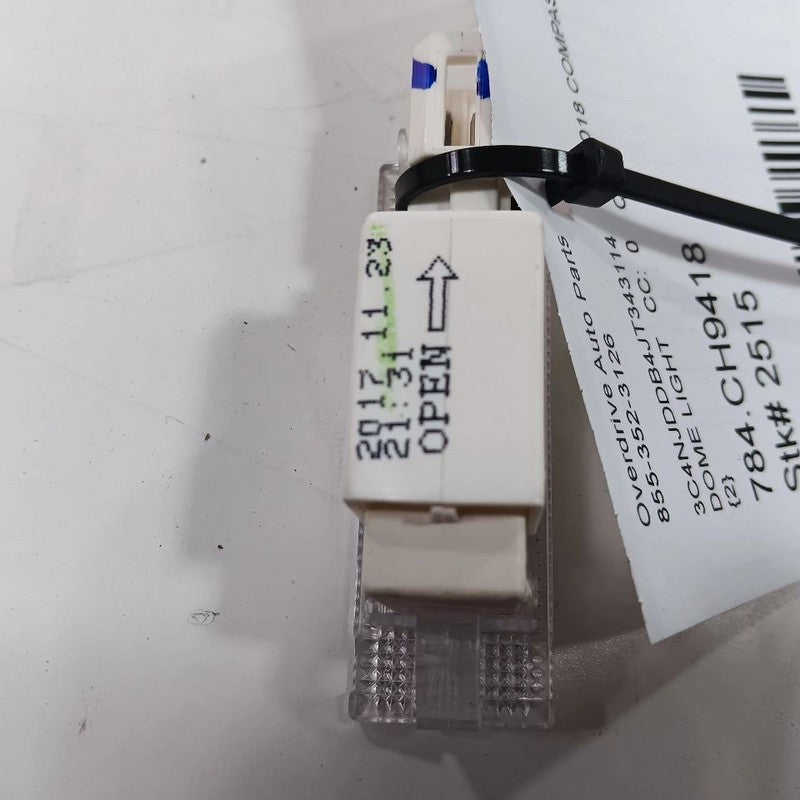 2017 11 23
21:31
OPEN
018 COMPAS
Overdrive Auto Parts
855-352-3126
3C4NJDDB4JT343114
DOME LIGHT CC: 0
{2}
784.CH9418
Stk# 2515